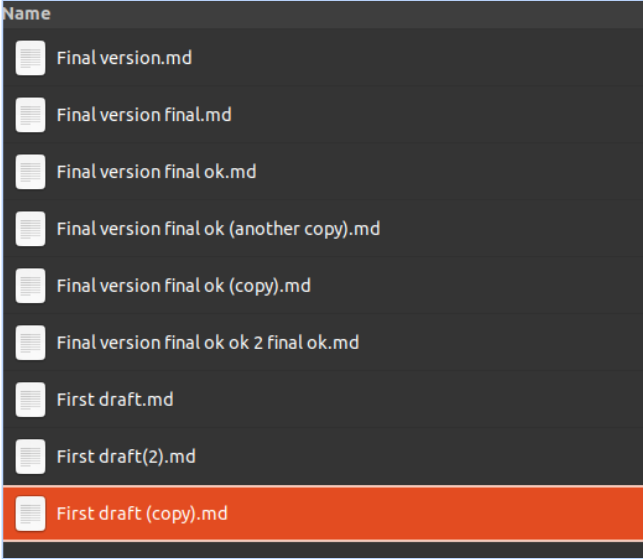 Name
Final version.md
Final version final.md
Final version final ok.md
Final version final ok (another copy).md
Final version final ok (copy).md
Final version final ok ok 2 final ok.md
First draft.md
First draft(2).md
First draft (copy).md